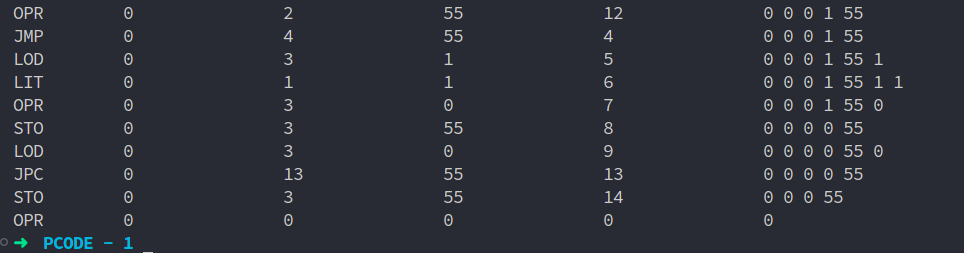 OPR 0 2 55 12 0 0 0 1 55
JMP 0 4 55 4 0 0 0 1 55
LOD 0 3 1 5 0 0 0 1 55 1
LIT 0 1 1 6 0 0 0 1 55 1 1
OPR 0 3 0 7 0 0 0 1 55 0
STO 0 3 55 8 0 0 0 0 55
LOD 0 3 0 9 0 0 0 0 55 0
JPC 0 13 55 13 0 0 0 0 55
STO 0 3 55 14 0 0 0 55
OPR 0 0 0 0 0
➜ PCODE - 1